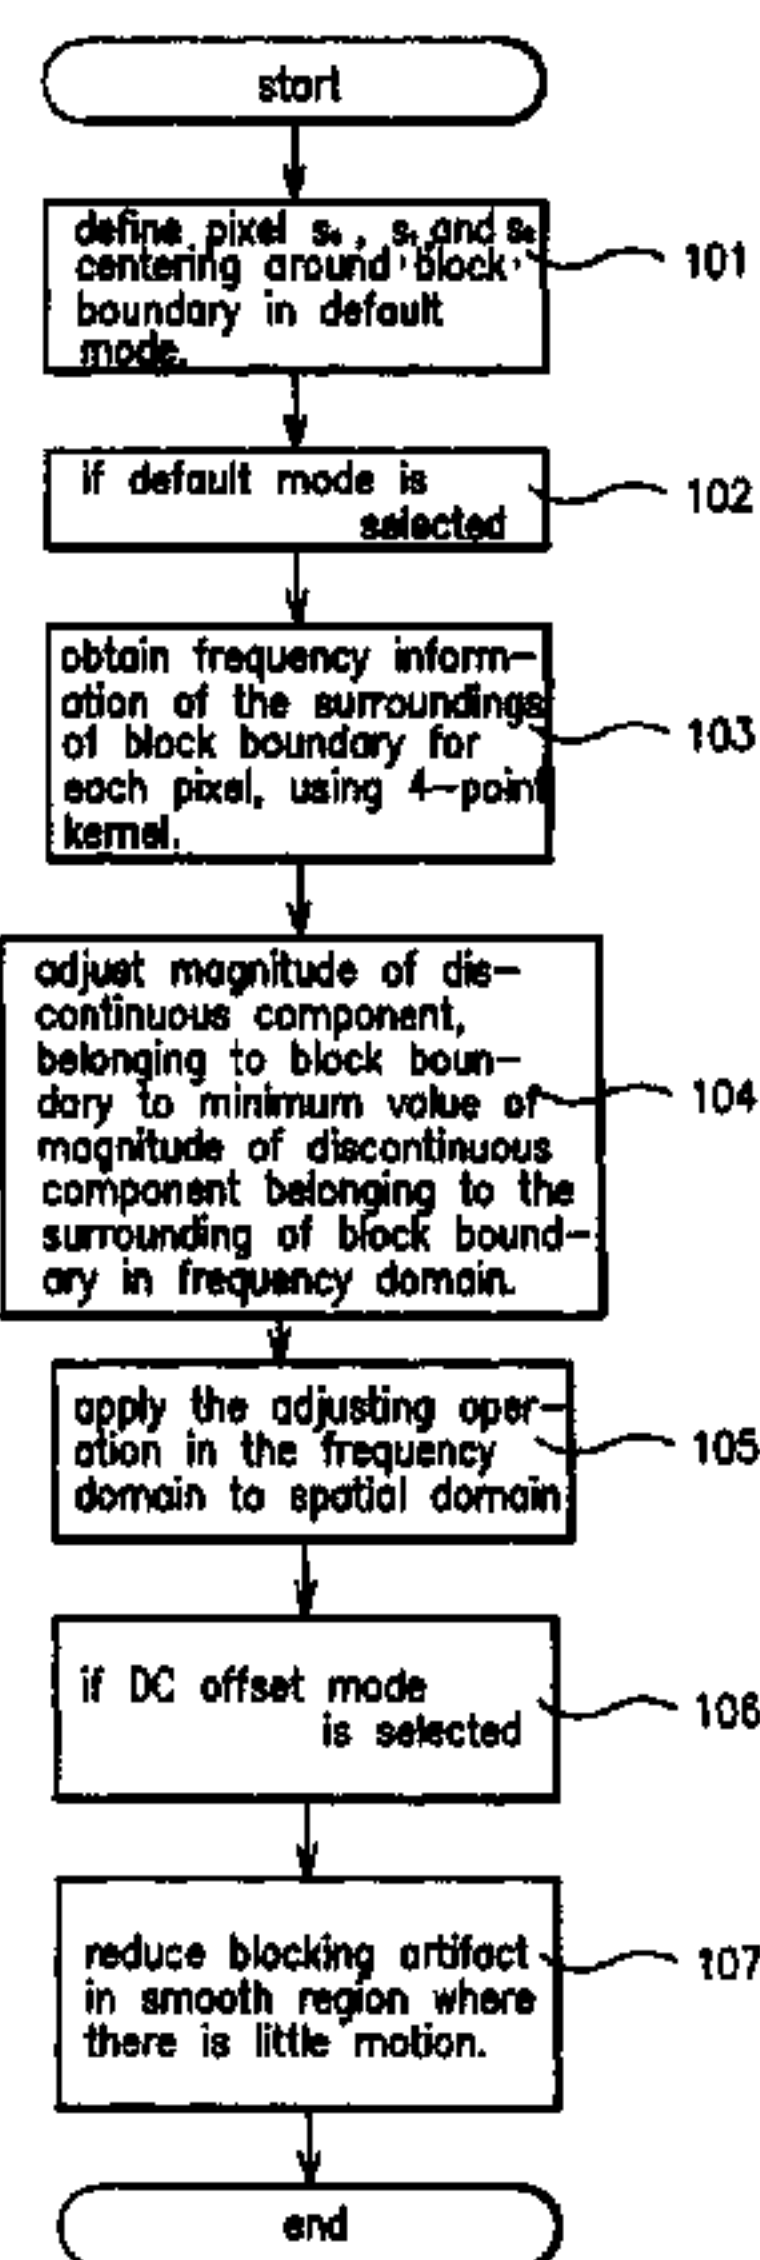 start
define pixel s₀, s₁ and s₂
centering around block
boundary in default
mode.
101
if default mode is
selected
102
obtain frequency inform-
ation of the surroundings
of block boundary for
each pixel, using 4-point
kernel.
103
adjust magnitude of dis-
continuous component,
belonging to block boun-
dary to minimum value of
magnitude of discontinuous
component belonging to the
surrounding of block bound-
ary in frequency domain.
104
apply the adjusting oper-
ation in the frequency
domain to spatial domain
105
if DC offset mode
is selected
106
reduce blocking artifact
in smooth region where
there is little motion.
107
end